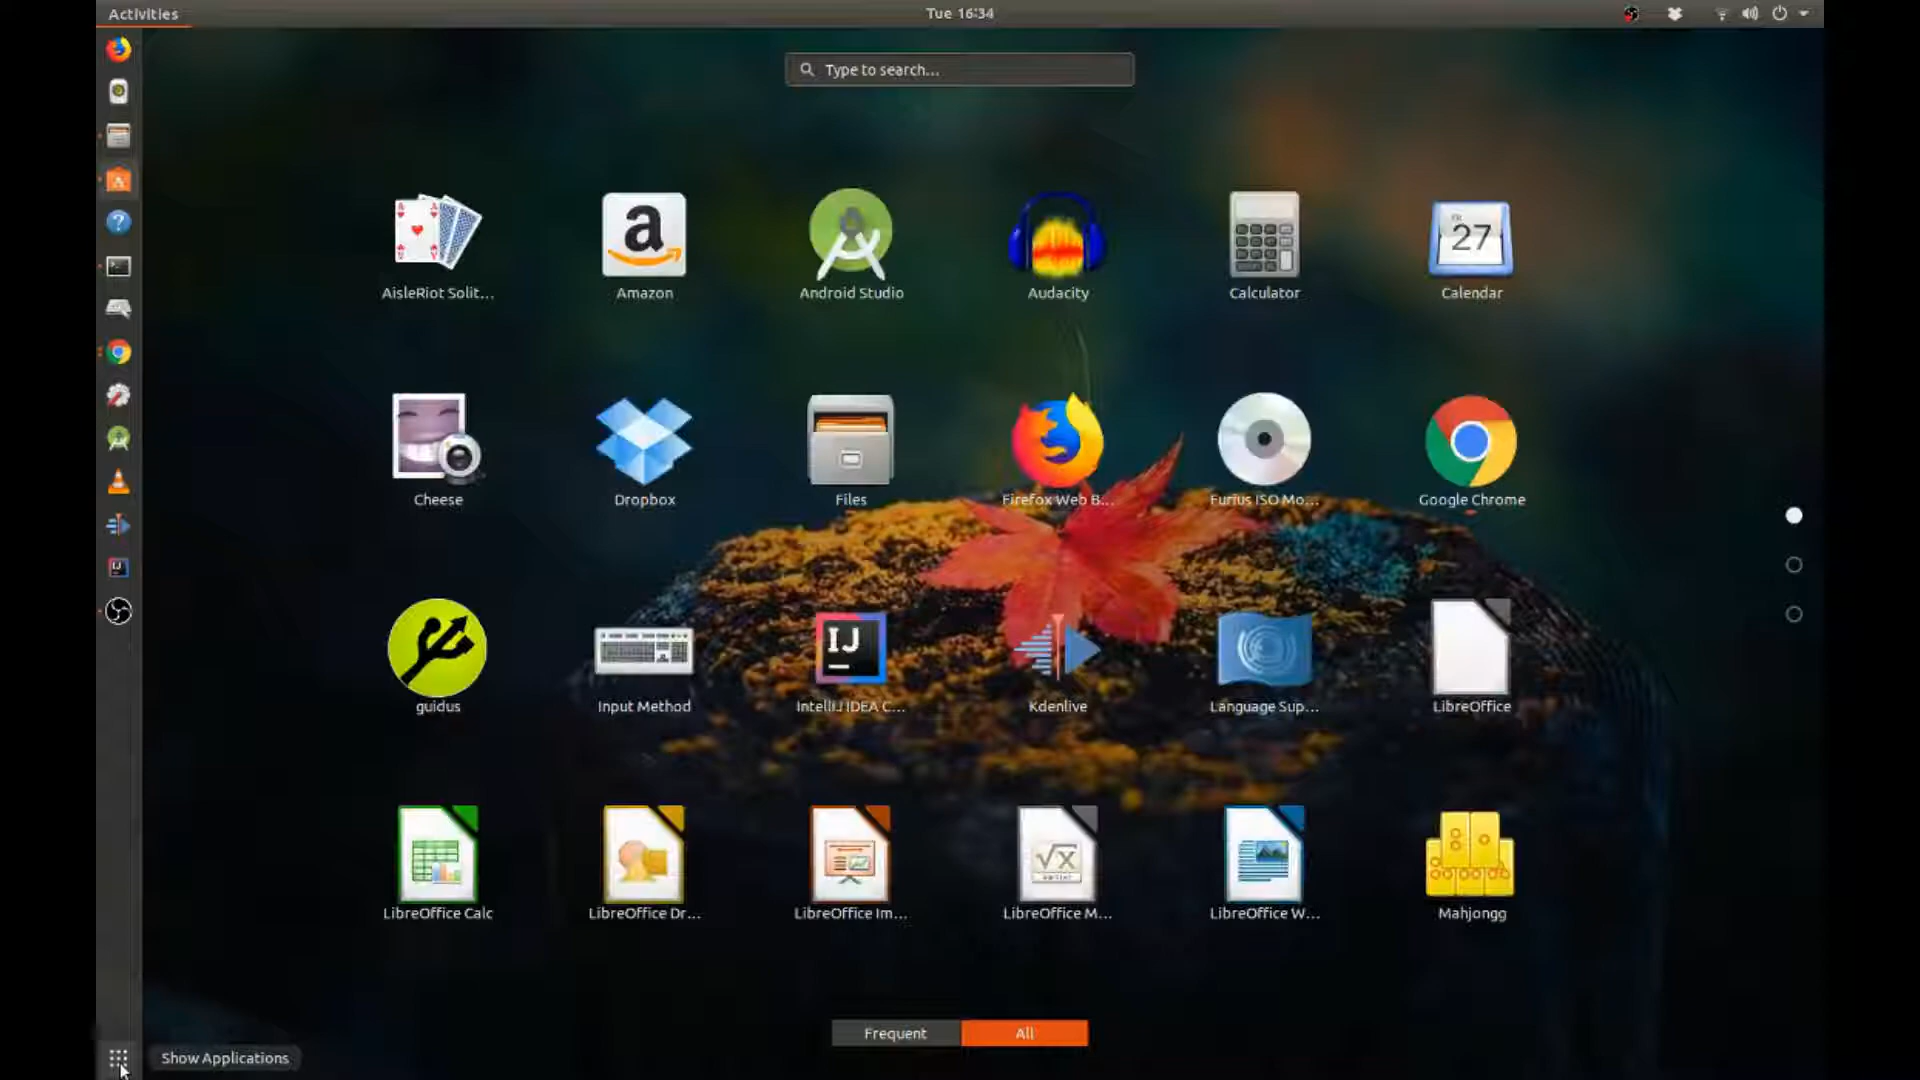 Activities
Tue 16:34
Type to search...
AisleRiot Solit...
Amazon
Android Studio
Audacity
Calculator
27
Calendar
Cheese
Dropbox
Files
Firefox Web B...
Furius ISO Mo...
Google Chrome
guidus
Input Method
IJ
IntelliJ IDEA C...
Kdenlive
Language Sup...
LibreOffice
LibreOffice Calc
LibreOffice Dr...
LibreOffice Im...
√x
LibreOffice M...
LibreOffice W...
Mahjongg
Frequent
All
Show Applications